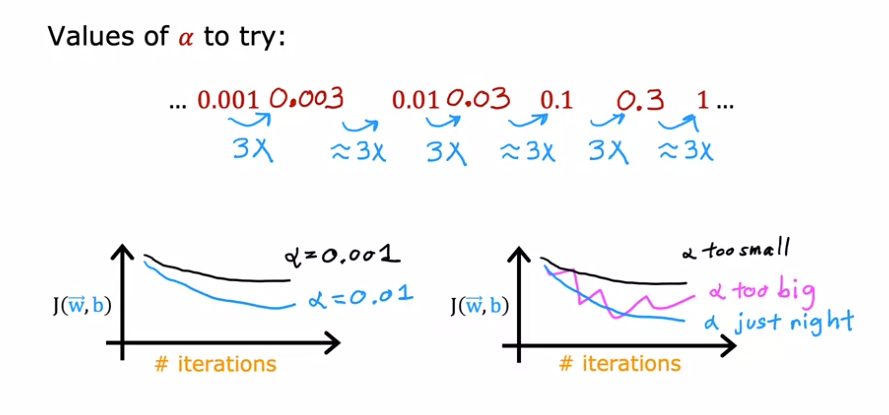 Values of α to try:
... 0.001 0.003 0.01 0.03 0.1 0.3 1 ...
3X ≈3X 3X ≈3X 3X ≈3X
α=0.001
α=0.01
J(w⃗,b)
# iterations
α too small
α too big
α just right
J(w⃗,b)
# iterations